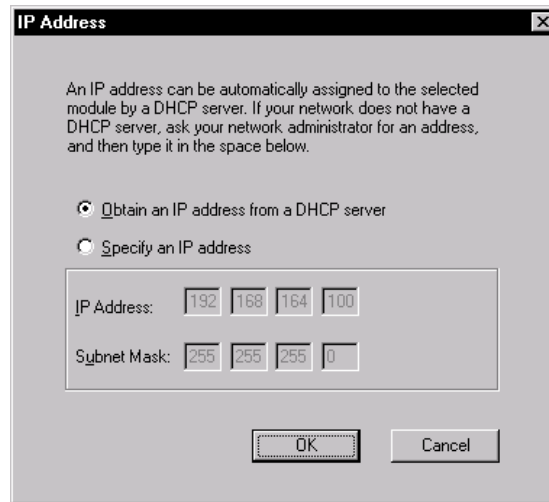 IP Address
An IP address can be automatically assigned to the selected
module by a DHCP server. If your network does not have a
DHCP server, ask your network administrator for an address,
and then type it in the space below.
Obtain an IP address from a DHCP server
Specify an IP address
IP Address: 192 168 164 100
Subnet Mask: 255 255 255 0
OK Cancel